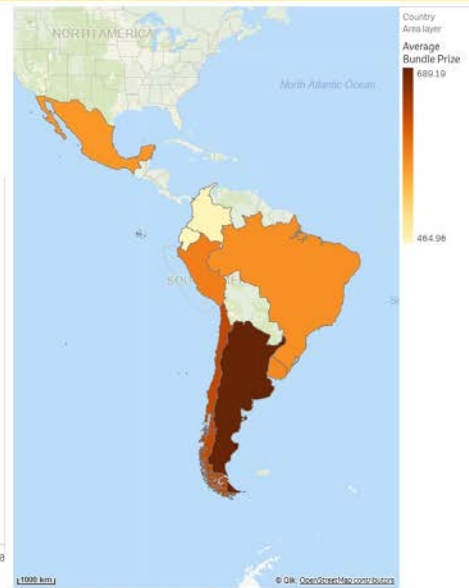 Country
Area layer
Average
Bundle Prize
689.19
464.96
NORTH AMERICA
North Atlantic Ocean
1000 km
© Qlik, OpenStreetMap contributors